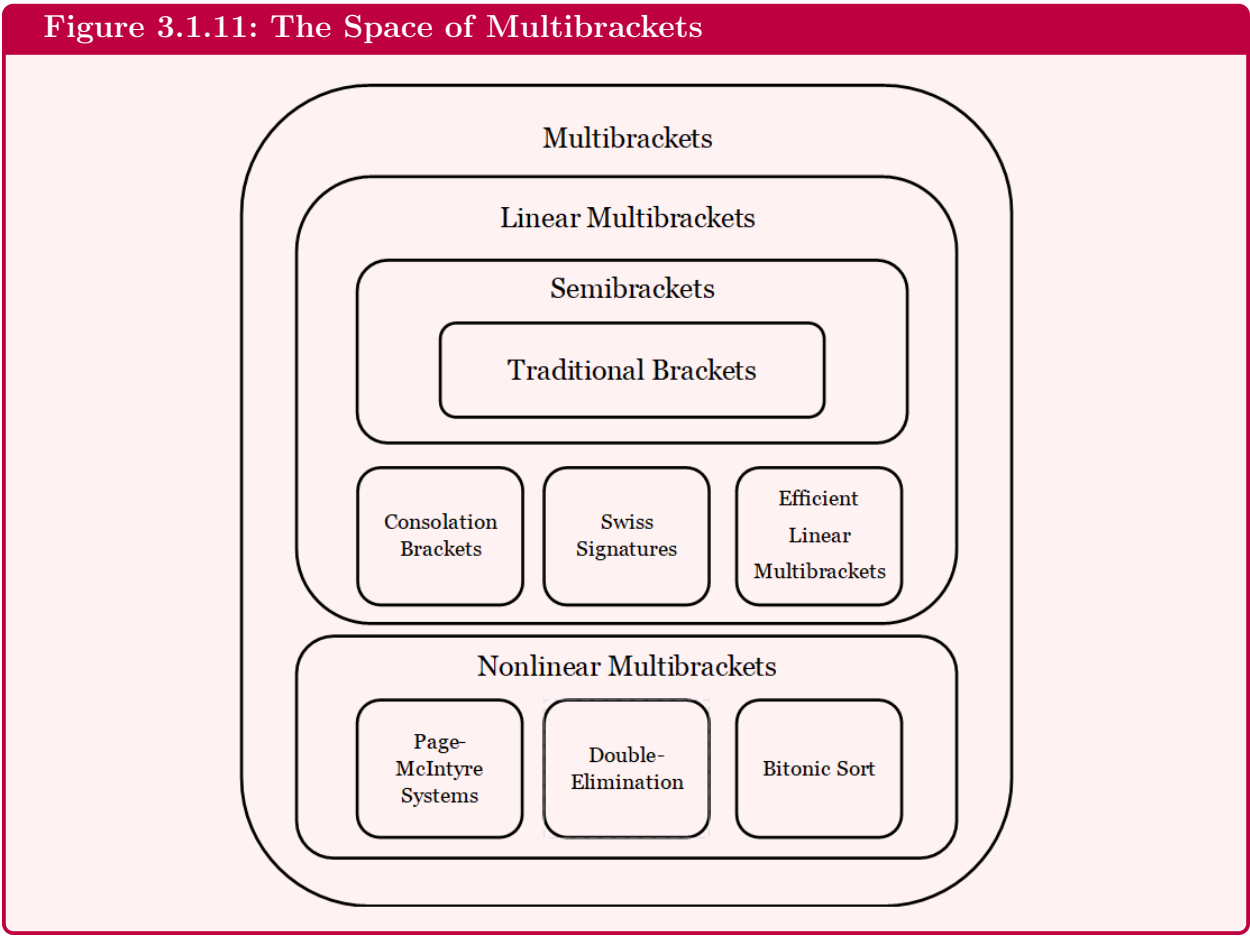 Figure 3.1.11: The Space of Multibrackets
Multibrackets
Linear Multibrackets
Semibrackets
Traditional Brackets
Consolation
Brackets
Swiss
Signatures
Efficient
Linear
Multibrackets
Nonlinear Multibrackets
Page-
McIntyre
Systems
Double-
Elimination
Bitonic Sort